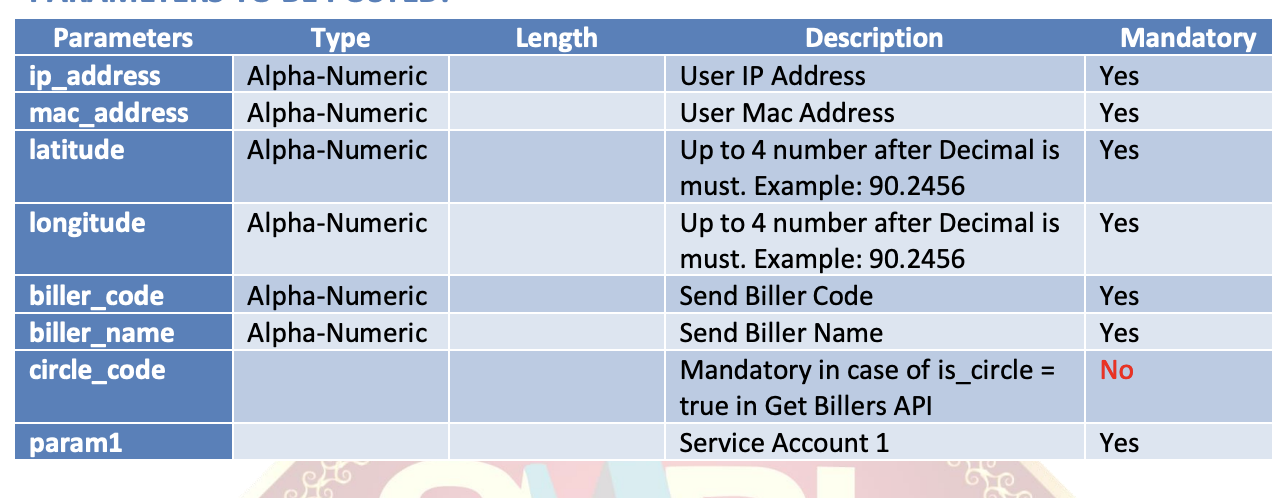 PARAMETERS TO BE POSTED:
Parameters Type Length Description Mandatory
ip_address Alpha-Numeric User IP Address Yes
mac_address Alpha-Numeric User Mac Address Yes
latitude Alpha-Numeric Up to 4 number after Decimal is Yes
must. Example: 90.2456
longitude Alpha-Numeric Up to 4 number after Decimal is Yes
must. Example: 90.2456
biller_code Alpha-Numeric Send Biller Code Yes
biller_name Alpha-Numeric Send Biller Name Yes
circle_code Mandatory in case of is_circle = No
true in Get Billers API
param1 Service Account 1 Yes